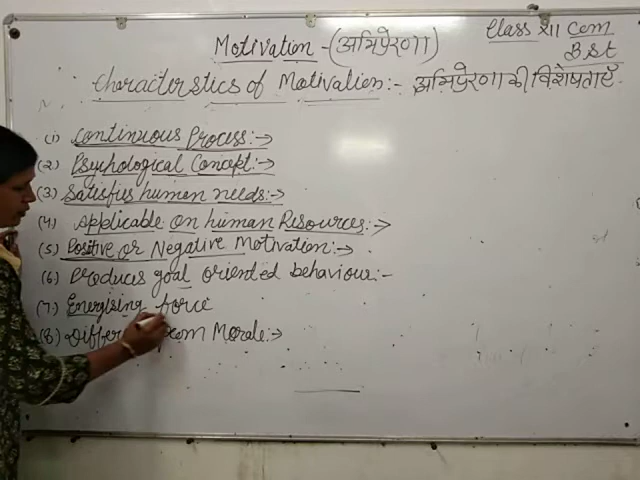 Class XII Com
Motivation - (अभिप्रेरणा)
B.St
Characterstics of Motivation:- अभिप्रेरणा की विशेषताएँ
(1) Continuous Process:->
(2) Psychological Concept:->
(3) Satisfies human needs:->
(4) Applicable on human Resources:->
(5) Positive or Negative Motivation:->
(6) Produces goal oriented behaviour:-
(7) Energising force
(8) from Morale:->